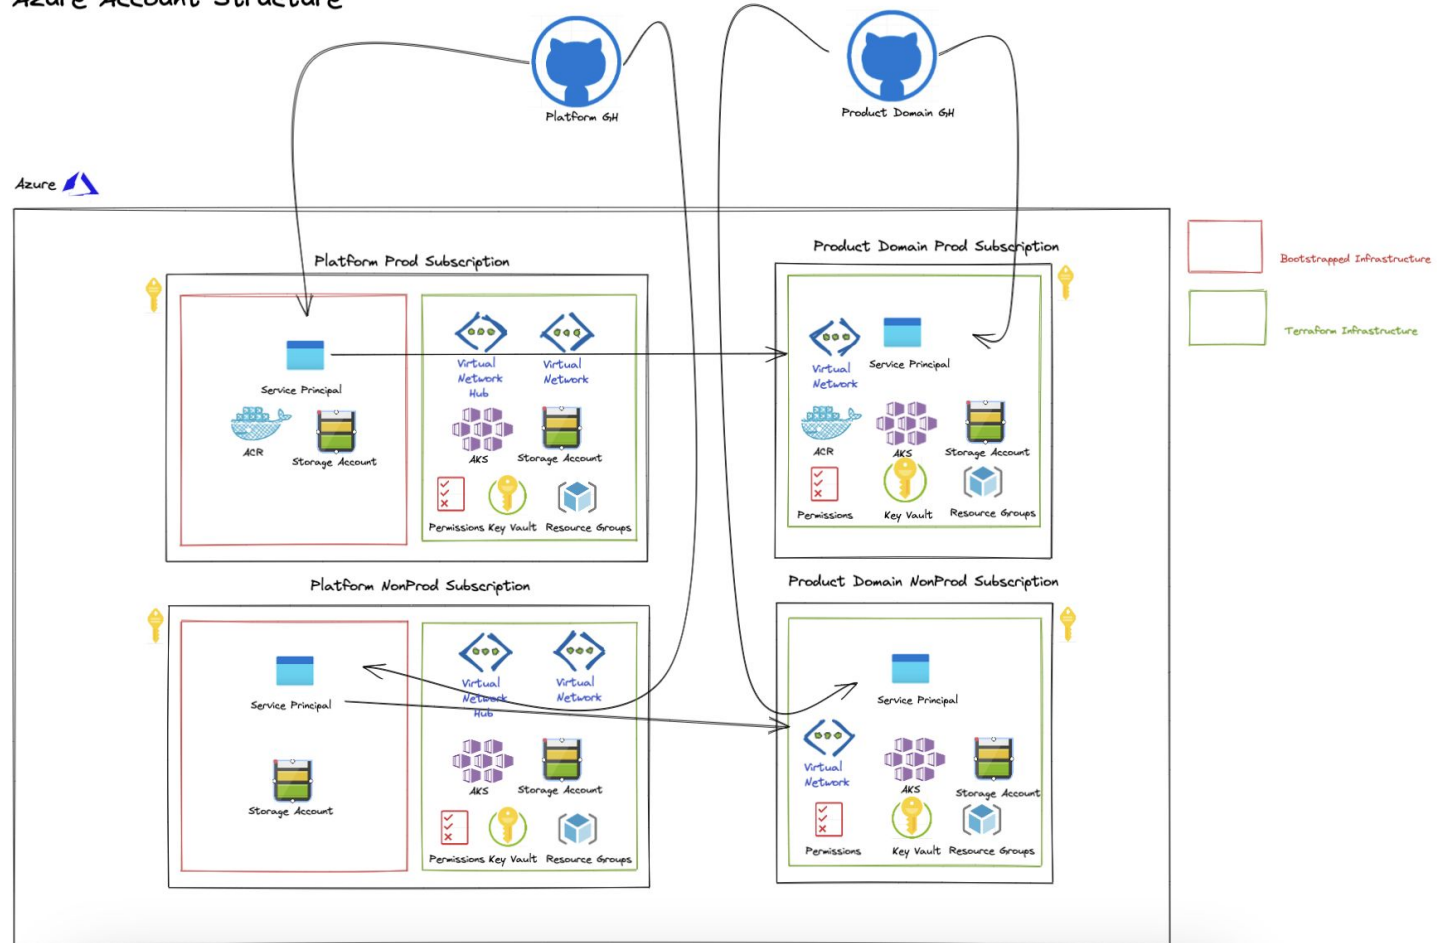 Azure Account Structure
Platform GH
Product Domain GH
Azure
Bootstrapped Infrastructure
Terraform Infrastructure
Platform Prod Subscription
Service Principal
ACR
Storage Account
Virtual
Network
Hub
Virtual
Network
AKS
Storage Account
Permissions
Key Vault
Resource Groups
Product Domain Prod Subscription
Virtual
Network
Service Principal
ACR
AKS
Storage Account
Permissions
Key Vault
Resource Groups
Platform NonProd Subscription
Service Principal
Storage Account
Virtual
Network
Hub
Virtual
Network
AKS
Storage Account
Permissions
Key Vault
Resource Groups
Product Domain NonProd Subscription
Service Principal
Virtual
Network
AKS
Storage Account
Permissions
Key Vault
Resource Groups